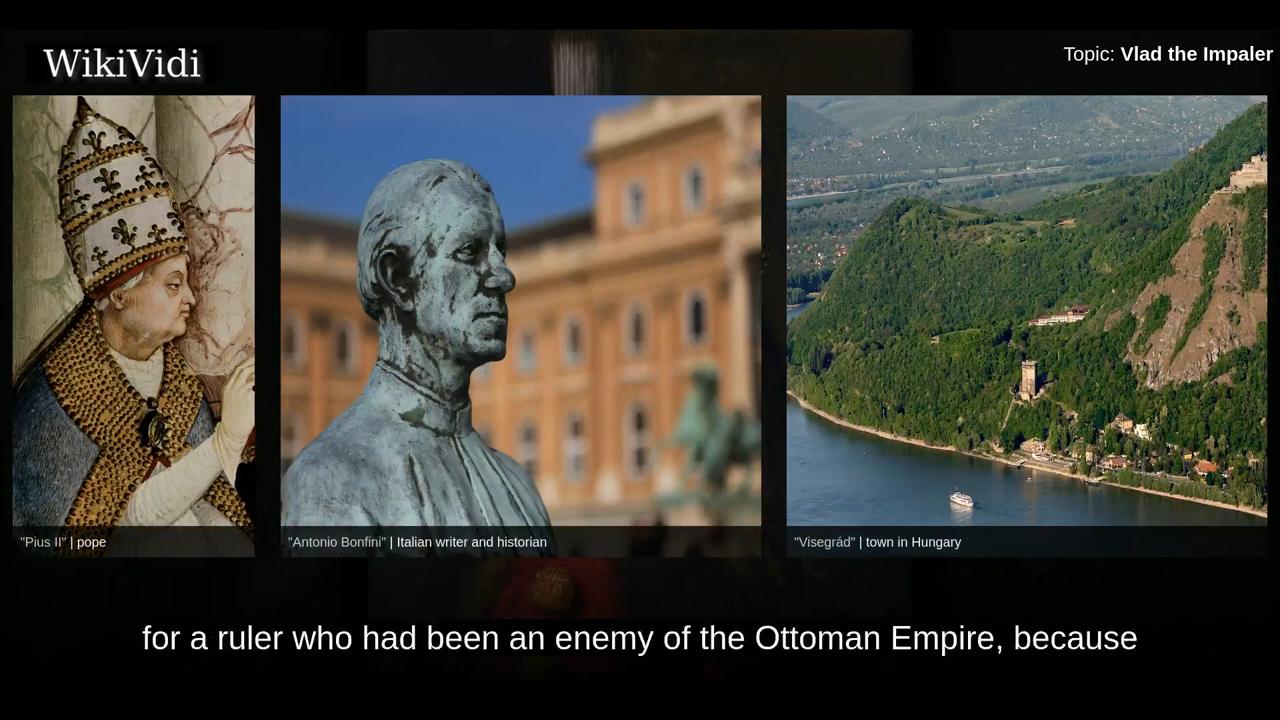 WikiVidi
Topic: Vlad the Impaler
"Pius II" | pope
"Antonio Bonfini" | Italian writer and historian
"Visegrád" | town in Hungary
for a ruler who had been an enemy of the Ottoman Empire, because